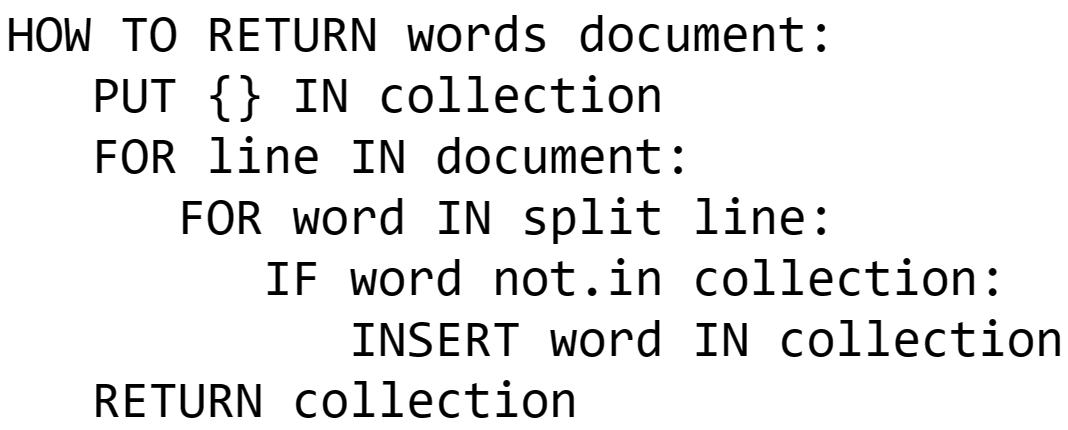 HOW TO RETURN words document:
   PUT {} IN collection
   FOR line IN document:
      FOR word IN split line:
         IF word not.in collection:
            INSERT word IN collection
   RETURN collection